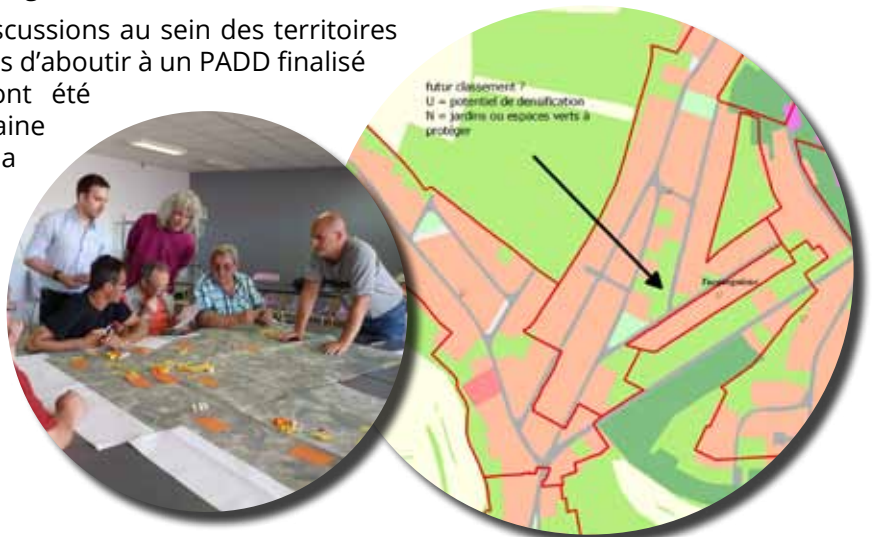 scussions au sein des territoires
s d’aboutir à un PADD finalisé
ont été
aine
a
futur classement ?
U = potentiel de densification
N = jardins ou espaces verts à
protéger